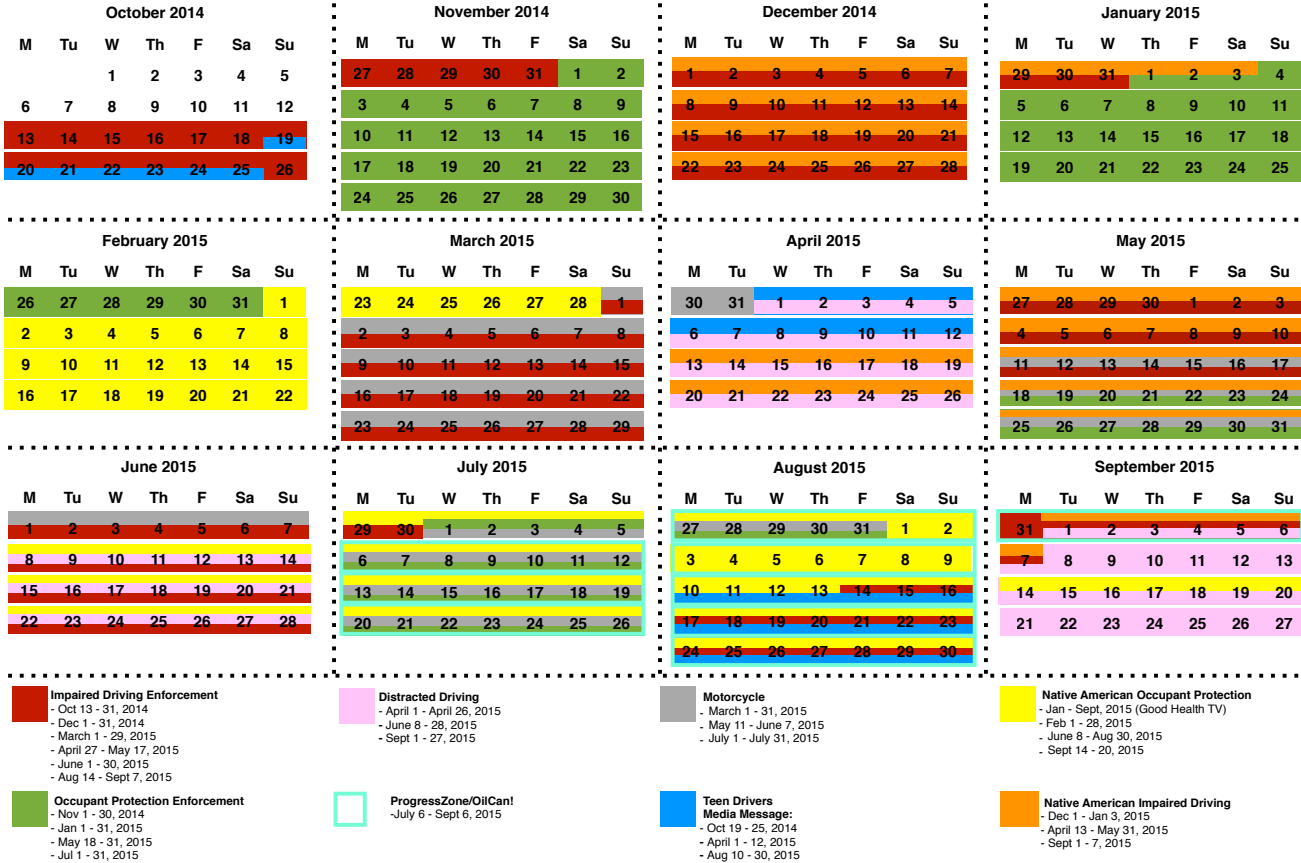 October 2014
M Tu W Th F Sa Su
1 2 3 4 5
6 7 8 9 10 11 12
13 14 15 16 17 18 19
20 21 22 23 24 25 26
November 2014
M Tu W Th F Sa Su
27 28 29 30 31 1 2
3 4 5 6 7 8 9
10 11 12 13 14 15 16
17 18 19 20 21 22 23
24 25 26 27 28 29 30
December 2014
M Tu W Th F Sa Su
1 2 3 4 5 6 7
8 9 10 11 12 13 14
15 16 17 18 19 20 21
22 23 24 25 26 27 28
January 2015
M Tu W Th F Sa Su
29 30 31 1 2 3 4
5 6 7 8 9 10 11
12 13 14 15 16 17 18
19 20 21 22 23 24 25
February 2015
M Tu W Th F Sa Su
26 27 28 29 30 31 1
2 3 4 5 6 7 8
9 10 11 12 13 14 15
16 17 18 19 20 21 22
March 2015
M Tu W Th F Sa Su
23 24 25 26 27 28 1
2 3 4 5 6 7 8
9 10 11 12 13 14 15
16 17 18 19 20 21 22
23 24 25 26 27 28 29
April 2015
M Tu W Th F Sa Su
30 31 1 2 3 4 5
6 7 8 9 10 11 12
13 14 15 16 17 18 19
20 21 22 23 24 25 26
May 2015
M Tu W Th F Sa Su
27 28 29 30 1 2 3
4 5 6 7 8 9 10
11 12 13 14 15 16 17
18 19 20 21 22 23 24
25 26 27 28 29 30 31
June 2015
M Tu W Th F Sa Su
1 2 3 4 5 6 7
8 9 10 11 12 13 14
15 16 17 18 19 20 21
22 23 24 25 26 27 28
July 2015
M Tu W Th F Sa Su
29 30 1 2 3 4 5
6 7 8 9 10 11 12
13 14 15 16 17 18 19
20 21 22 23 24 25 26
August 2015
M Tu W Th F Sa Su
27 28 29 30 31 1 2
3 4 5 6 7 8 9
10 11 12 13 14 15 16
17 18 19 20 21 22 23
24 25 26 27 28 29 30
September 2015
M Tu W Th F Sa Su
31 1 2 3 4 5 6
7 8 9 10 11 12 13
14 15 16 17 18 19 20
21 22 23 24 25 26 27
Impaired Driving Enforcement
- Oct 13 - 31, 2014
- Dec 1 - 31, 2014
- March 1 - 29, 2015
- April 27 - May 17, 2015
- June 1 - 30, 2015
- Aug 14 - Sept 7, 2015
Distracted Driving
- April 1 - April 26, 2015
- June 8 - 28, 2015
- Sept 1 - 27, 2015
Motorcycle
- March 1 - 31, 2015
- May 11 - June 7, 2015
- July 1 - July 31, 2015
Native American Occupant Protection
- Jan - Sept, 2015 (Good Health TV)
- Feb 1 - 28, 2015
- June 8 - Aug 30, 2015
- Sept 14 - 20, 2015
Occupant Protection Enforcement
- Nov 1 - 30, 2014
- Jan 1 - 31, 2015
- May 18 - 31, 2015
- Jul 1 - 31, 2015
ProgressZone/OilCan!
-July 6 - Sept 6, 2015
Teen Drivers
Media Message:
- Oct 19 - 25, 2014
- April 1 - 12, 2015
- Aug 10 - 30, 2015
Native American Impaired Driving
- Dec 1 - Jan 3, 2015
- April 13 - May 31, 2015
- Sept 1 - 7, 2015